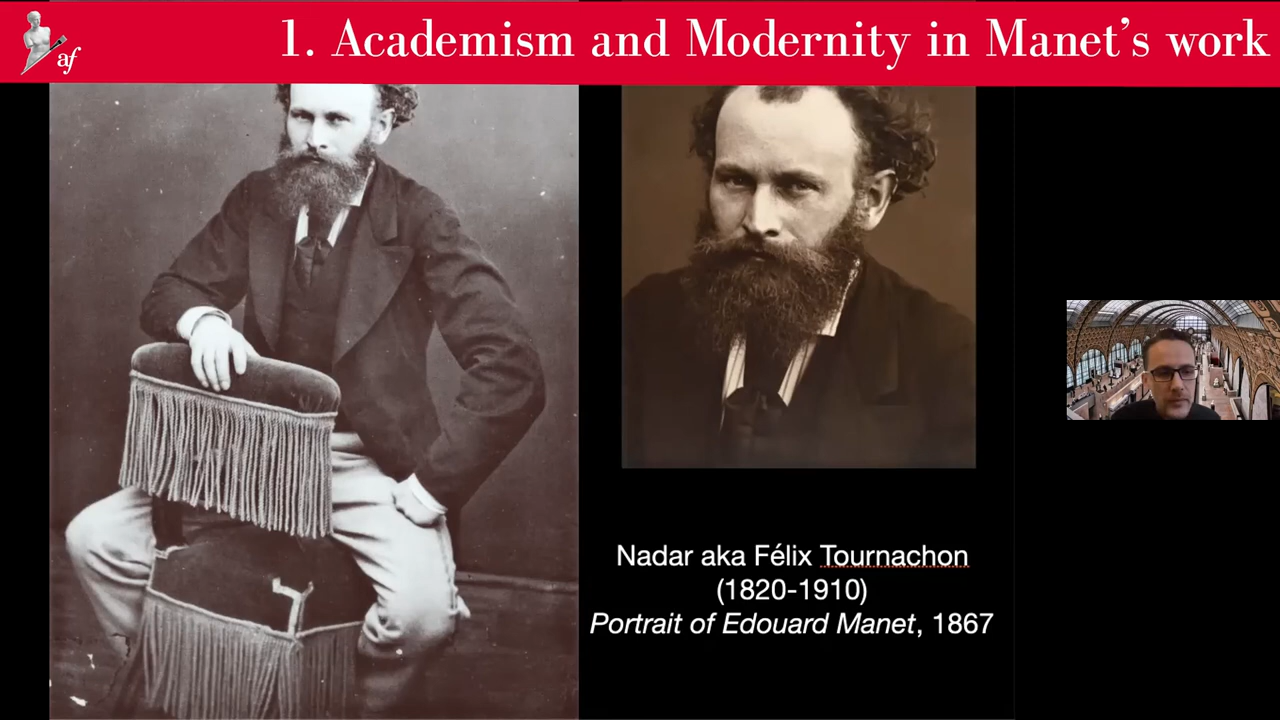 af
1. Academism and Modernity in Manet's work
Nadar aka Félix Tournachon
(1820-1910)
Portrait of Edouard Manet, 1867